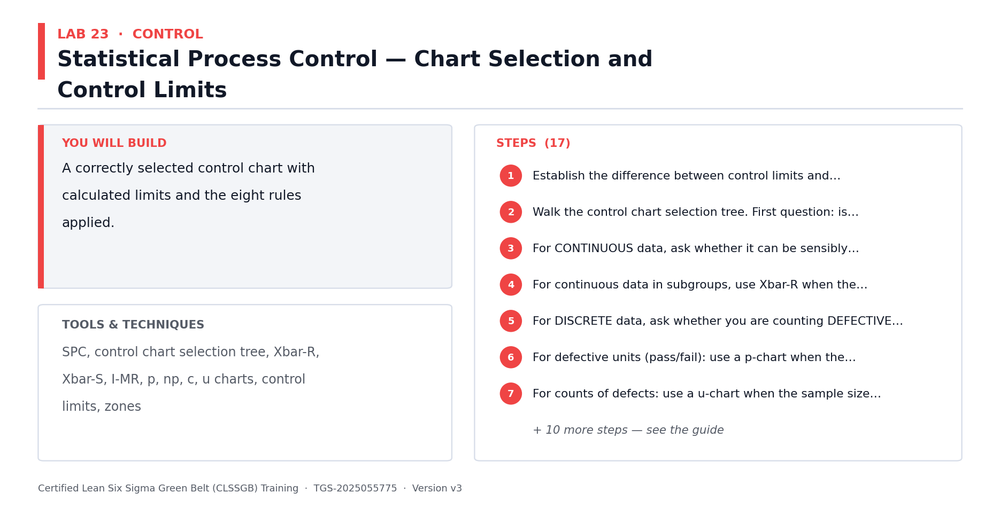 LAB 23 · CONTROL
Statistical Process Control — Chart Selection and
Control Limits
YOU WILL BUILD
A correctly selected control chart with
calculated limits and the eight rules
applied.
TOOLS & TECHNIQUES
SPC, control chart selection tree, Xbar-R,
Xbar-S, I-MR, p, np, c, u charts, control
limits, zones
STEPS (17)
1 Establish the difference between control limits and…
2 Walk the control chart selection tree. First question: is…
3 For CONTINUOUS data, ask whether it can be sensibly…
4 For continuous data in subgroups, use Xbar-R when the…
5 For DISCRETE data, ask whether you are counting DEFECTIVE…
6 For defective units (pass/fail): use a p-chart when the…
7 For counts of defects: use a u-chart when the sample size…
+ 10 more steps — see the guide
Certified Lean Six Sigma Green Belt (CLSSGB) Training · TGS-2025055775 · Version v3